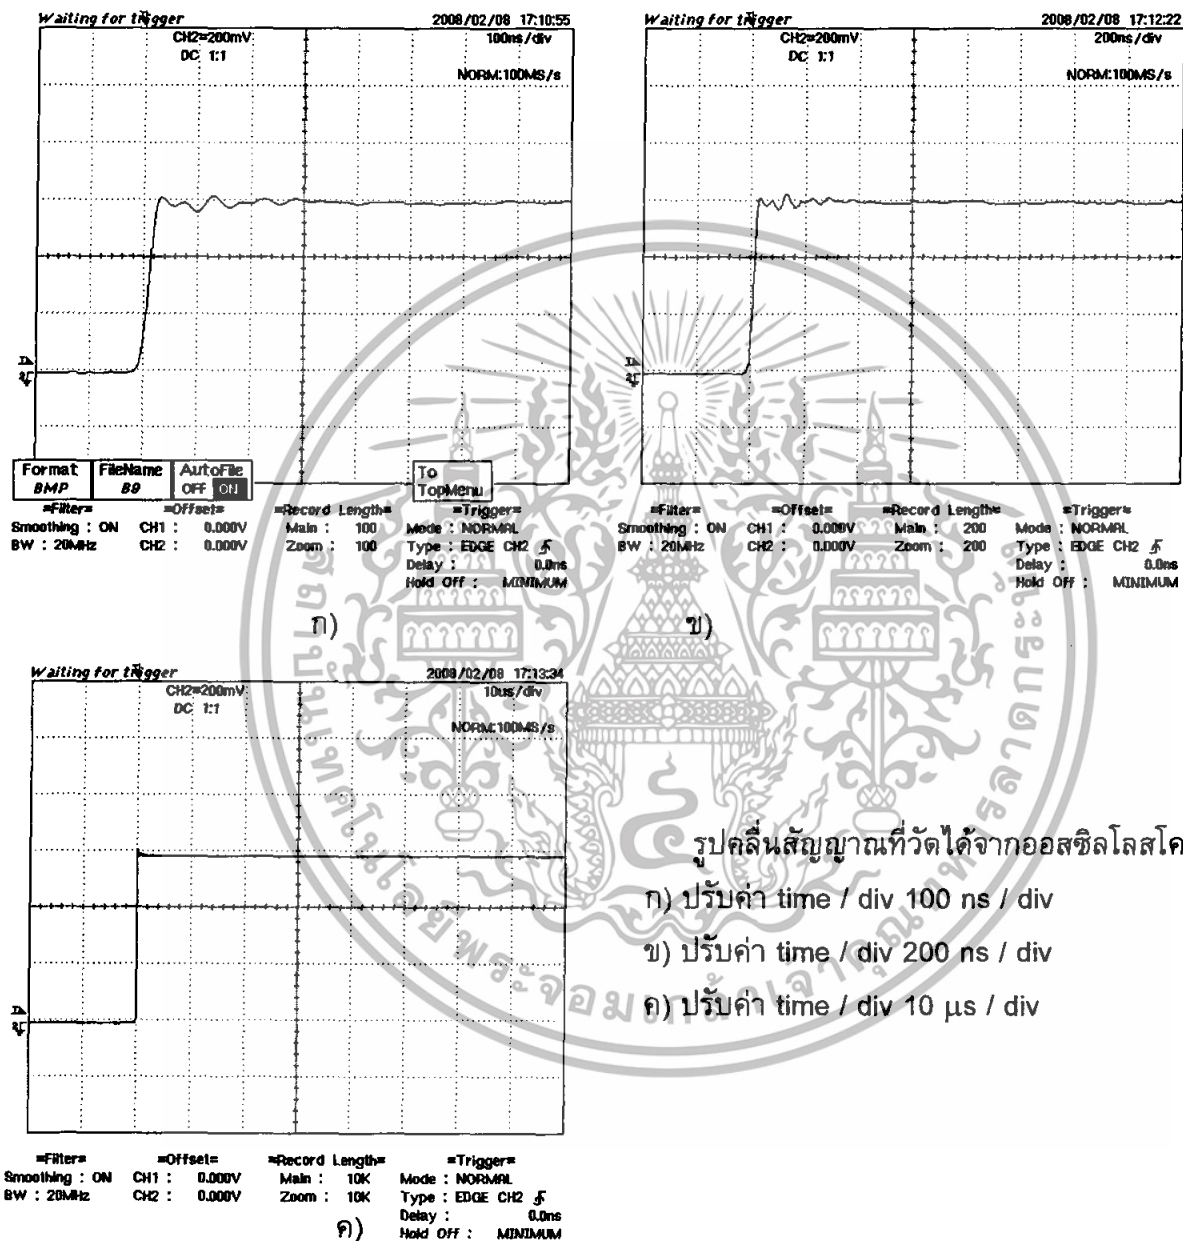 Waiting for trigger 2008/02/08 17:10:55
CH2=200mV 100ns/div
DC 1:1
NORM:100MS/s
Format FileName AutoFile To
BMP B9 OFF ON TopMenu
=Filter= =Offset= =Record Length= =Trigger=
Smoothing : ON CH1 : 0.000V Main : 100 Mode : NORMAL
BW : 20MHz CH2 : 0.000V Zoom : 100 Type : EDGE CH2
Delay : 0.0ns
Hold Off : MINIMUM
ก)
Waiting for trigger 2008/02/08 17:12:22
CH2=200mV 200ns/div
DC 1:1
NORM:100MS/s
=Filter= =Offset= =Record Length= =Trigger=
Smoothing : ON CH1 : 0.000V Main : 200 Mode : NORMAL
BW : 20MHz CH2 : 0.000V Zoom : 200 Type : EDGE CH2
Delay : 0.0ns
Hold Off : MINIMUM
ข)
Waiting for trigger 2008/02/08 17:13:34
CH2=200mV 10us/div
DC 1:1
NORM:100MS/s
=Filter= =Offset= =Record Length= =Trigger=
Smoothing : ON CH1 : 0.000V Main : 10K Mode : NORMAL
BW : 20MHz CH2 : 0.000V Zoom : 10K Type : EDGE CH2
Delay : 0.0ns
Hold Off : MINIMUM
ค)
รูปคลื่นสัญญาณที่วัดได้จากออสซิลโลสโค
ก) ปรับค่า time / div 100 ns / div
ข) ปรับค่า time / div 200 ns / div
ค) ปรับค่า time / div 10 μs / div